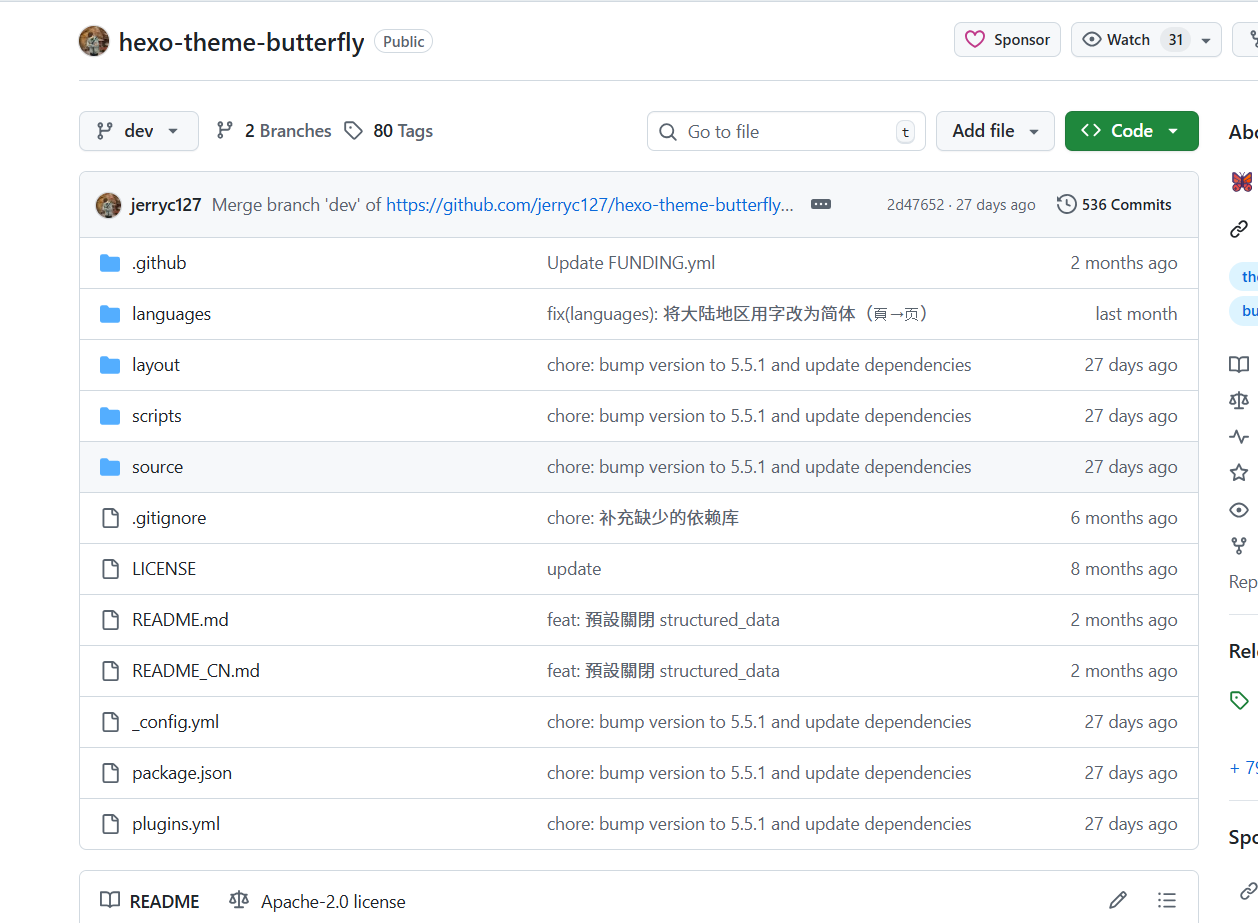 hexo-theme-butterfly Public Sponsor Watch 31
dev 2 Branches 80 Tags Go to file t Add file Code
jerryc127 Merge branch 'dev' of https://github.com/jerryc127/hexo-theme-butterfly... 2d47652 · 27 days ago 536 Commits
.github Update FUNDING.yml 2 months ago
languages fix(languages): 将大陆地区用字改为简体（頁→页） last month
layout chore: bump version to 5.5.1 and update dependencies 27 days ago
scripts chore: bump version to 5.5.1 and update dependencies 27 days ago
source chore: bump version to 5.5.1 and update dependencies 27 days ago
.gitignore chore: 补充缺少的依赖库 6 months ago
LICENSE update 8 months ago
README.md feat: 預設關閉 structured_data 2 months ago
README_CN.md feat: 預設關閉 structured_data 2 months ago
_config.yml chore: bump version to 5.5.1 and update dependencies 27 days ago
package.json chore: bump version to 5.5.1 and update dependencies 27 days ago
plugins.yml chore: bump version to 5.5.1 and update dependencies 27 days ago
README Apache-2.0 license